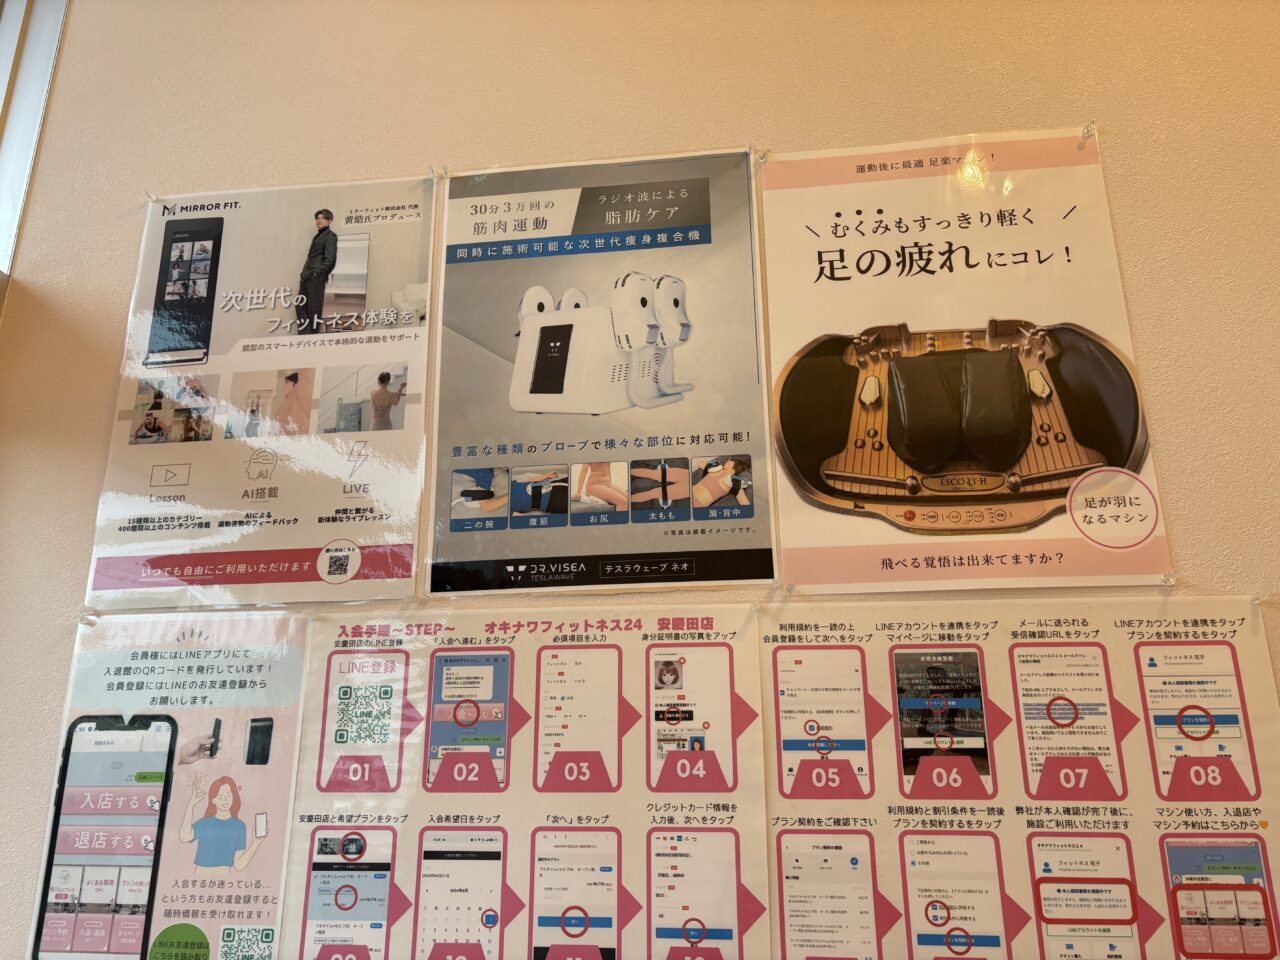 MIRROR FIT.
ミラーフィット株式会社 代表
黄皓氏プロデュース
次世代の
フィットネス体験を
鏡型のスマートデバイスで本格的な運動をサポート
Lesson
15種類以上のカテゴリー
400種類以上のコンテンツ搭載
AI
AI搭載
AIによる
運動姿勢のフィードバック
LIVE
仲間と繋がる
新体験なライブレッスン
いつでも自由にご利用いただけます
使い方はこちら
30分3万回の
筋肉運動
ラジオ波による
脂肪ケア
同時に施術可能な次世代痩身複合機
豊富な種類のプローブで様々な部位に対応可能!
二の腕
腹筋
お尻
太もも
肩・背中
※写真は装着イメージです。
DR.VISEA
TESLAWAVE
テスラウェーブ ネオ
運動後に最適 足楽マシン!
むくみもすっきり軽く
足の疲れにコレ!
ESCORT-H
足が羽に
なるマシン
飛べる覚悟は出来てますか?
会員様にはLINEアプリにて
入退館のQRコードを発行しています!
会員登録にはLINEのお友達登録から
お願いします。
入店する
退店する
よくある質問
入会するか迷っている…
という方もお友達登録すると
随時情報を受け取れます!
LINEお友達登録は
こちらを読み取り
入会手順〜STEP〜 オキナワフィットネス24 安慶田店
安慶田店のLINE登録
LINE登録
01
「入会へ進む」をタップ
02
必須項目を入力
03
身分証明書の写真をアップ
04
利用規約を一読の上
会員登録をして次へをタップ
05
LINEアカウントを連携をタップ
マイページに移動をタップ
06
メールに送られる
受信確認URLをタップ
07
LINEアカウントを連携をタップ
プランを契約するをタップ
08
安慶田店と希望プランをタップ
入会希望日をタップ
「次へ」をタップ
クレジットカード情報を
入力後、次へをタップ
プラン契約をご確認下さい
利用規約と割引条件を一読後
プランを契約するをタップ
弊社が本人確認が完了後に、
施設ご利用いただけます
マシン使い方、入退店や
マシン予約はこちらから🧡